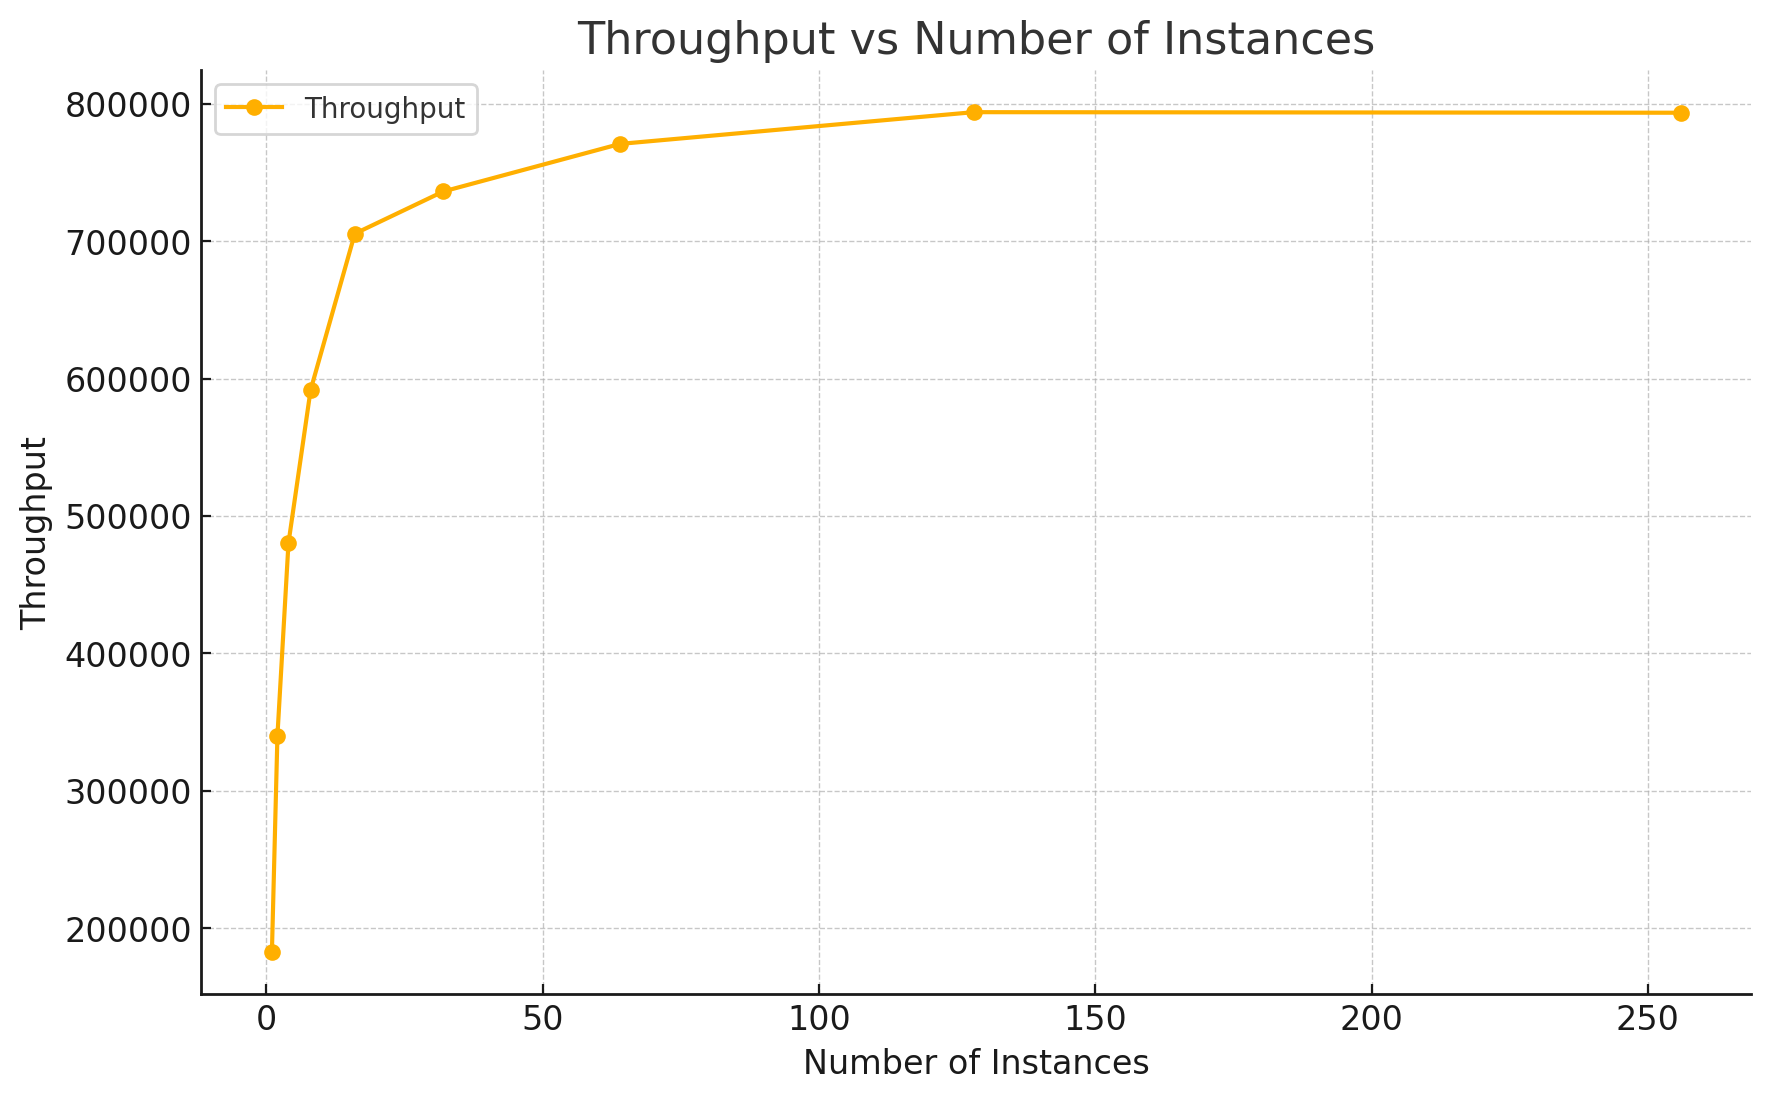 Throughput vs Number of Instances
Throughput
800000
700000
600000
500000
400000
300000
200000
Throughput
0 50 100 150 200 250
Number of Instances